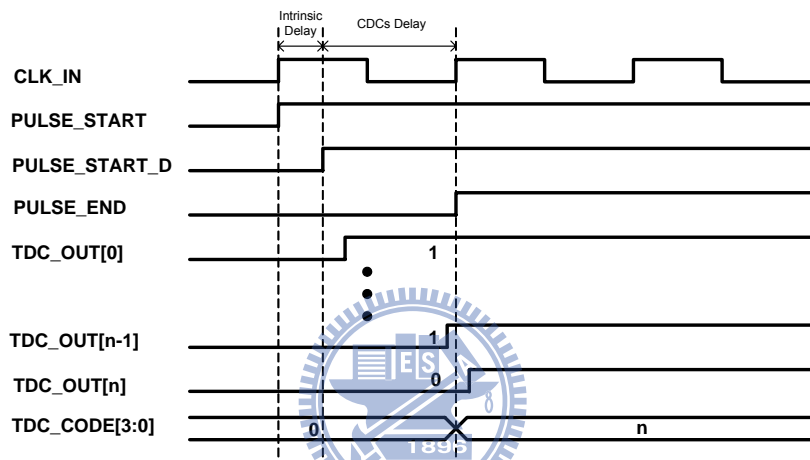 Intrinsic
Delay
CDCs Delay
CLK_IN
PULSE_START
PULSE_START_D
PULSE_END
TDC_OUT[0]
1
TDC_OUT[n-1]
1
TDC_OUT[n]
0
TDC_CODE[3:0]
0
n
E S A
1896